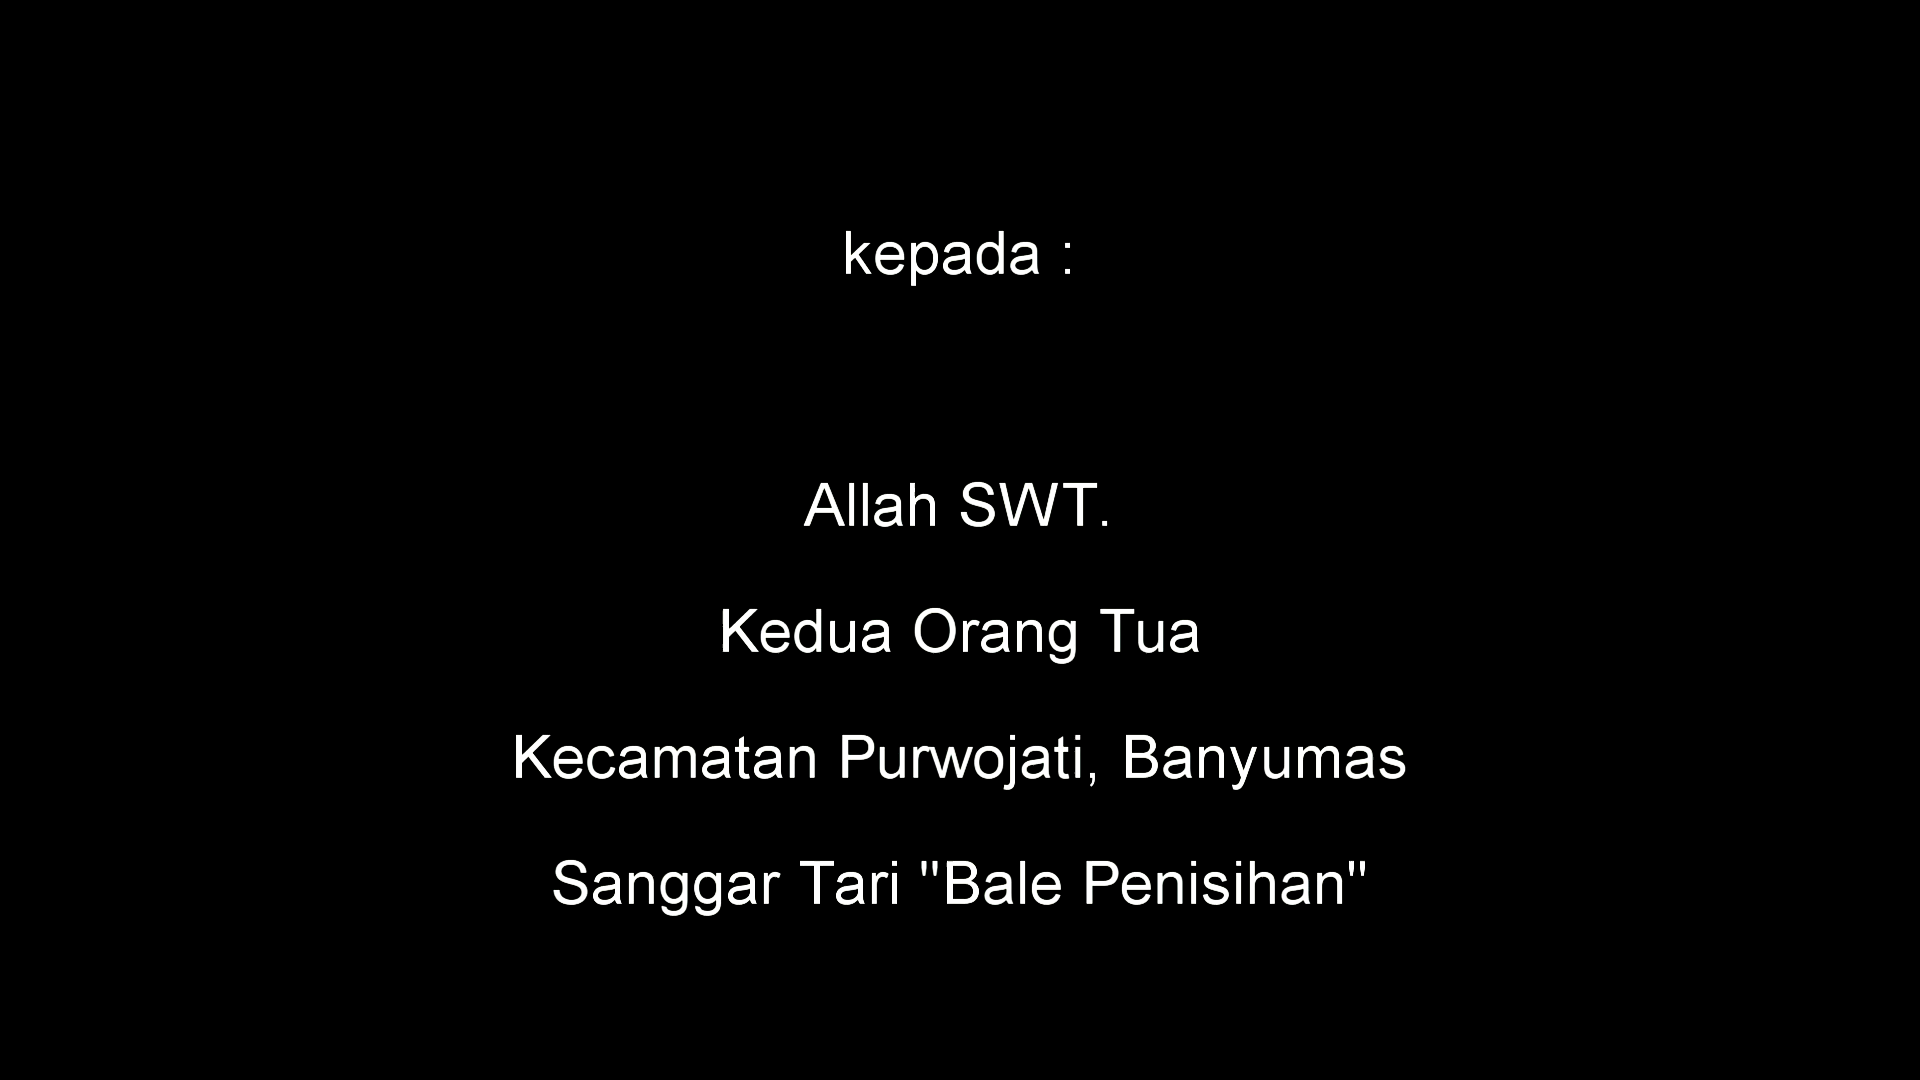 kepada :
Allah SWT.
Kedua Orang Tua
Kecamatan Purwojati, Banyumas
Sanggar Tari "Bale Penisihan"